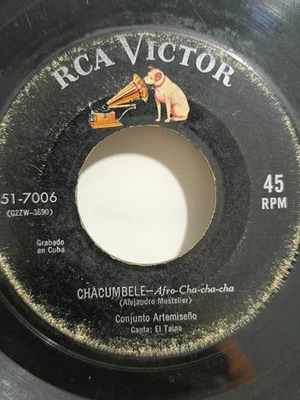 RCA VICTOR
51-7006
(G2ZW-3690)
45
RPM
Grabado
en Cuba
CHACUMBELE—Afro-Cha-cha-cha
(Alejandro Mustelier)
Conjunto Artemiseño
Canta: El Taino